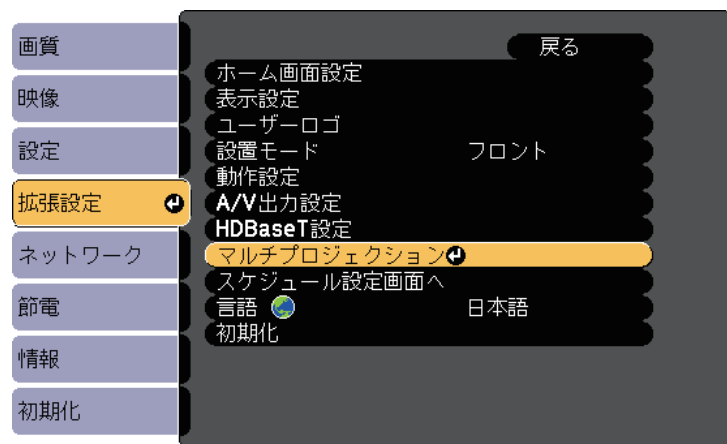 画質
映像
設定
拡張設定
ネットワーク
節電
情報
初期化
戻る
ホーム画面設定
表示設定
ユーザーロゴ
設置モード フロント
動作設定
A/V出力設定
HDBaseT設定
マルチプロジェクション
スケジュール設定画面へ
言語 日本語
初期化